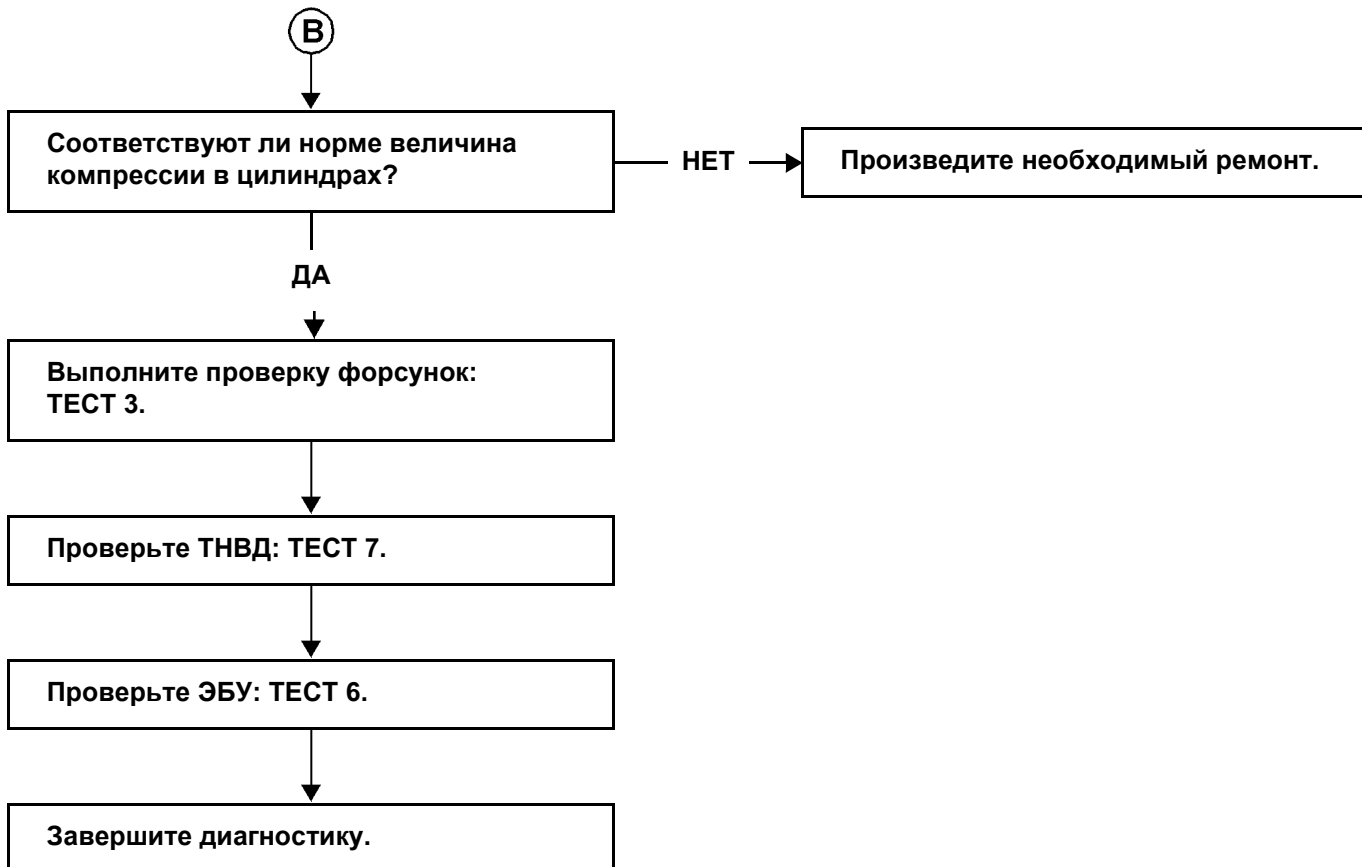 В
Соответствуют ли норме величина
компрессии в цилиндрах?
НЕТ
Произведите необходимый ремонт.
ДА
Выполните проверку форсунок:
ТЕСТ 3.
Проверьте ТНВД: ТЕСТ 7.
Проверьте ЭБУ: ТЕСТ 6.
Завершите диагностику.